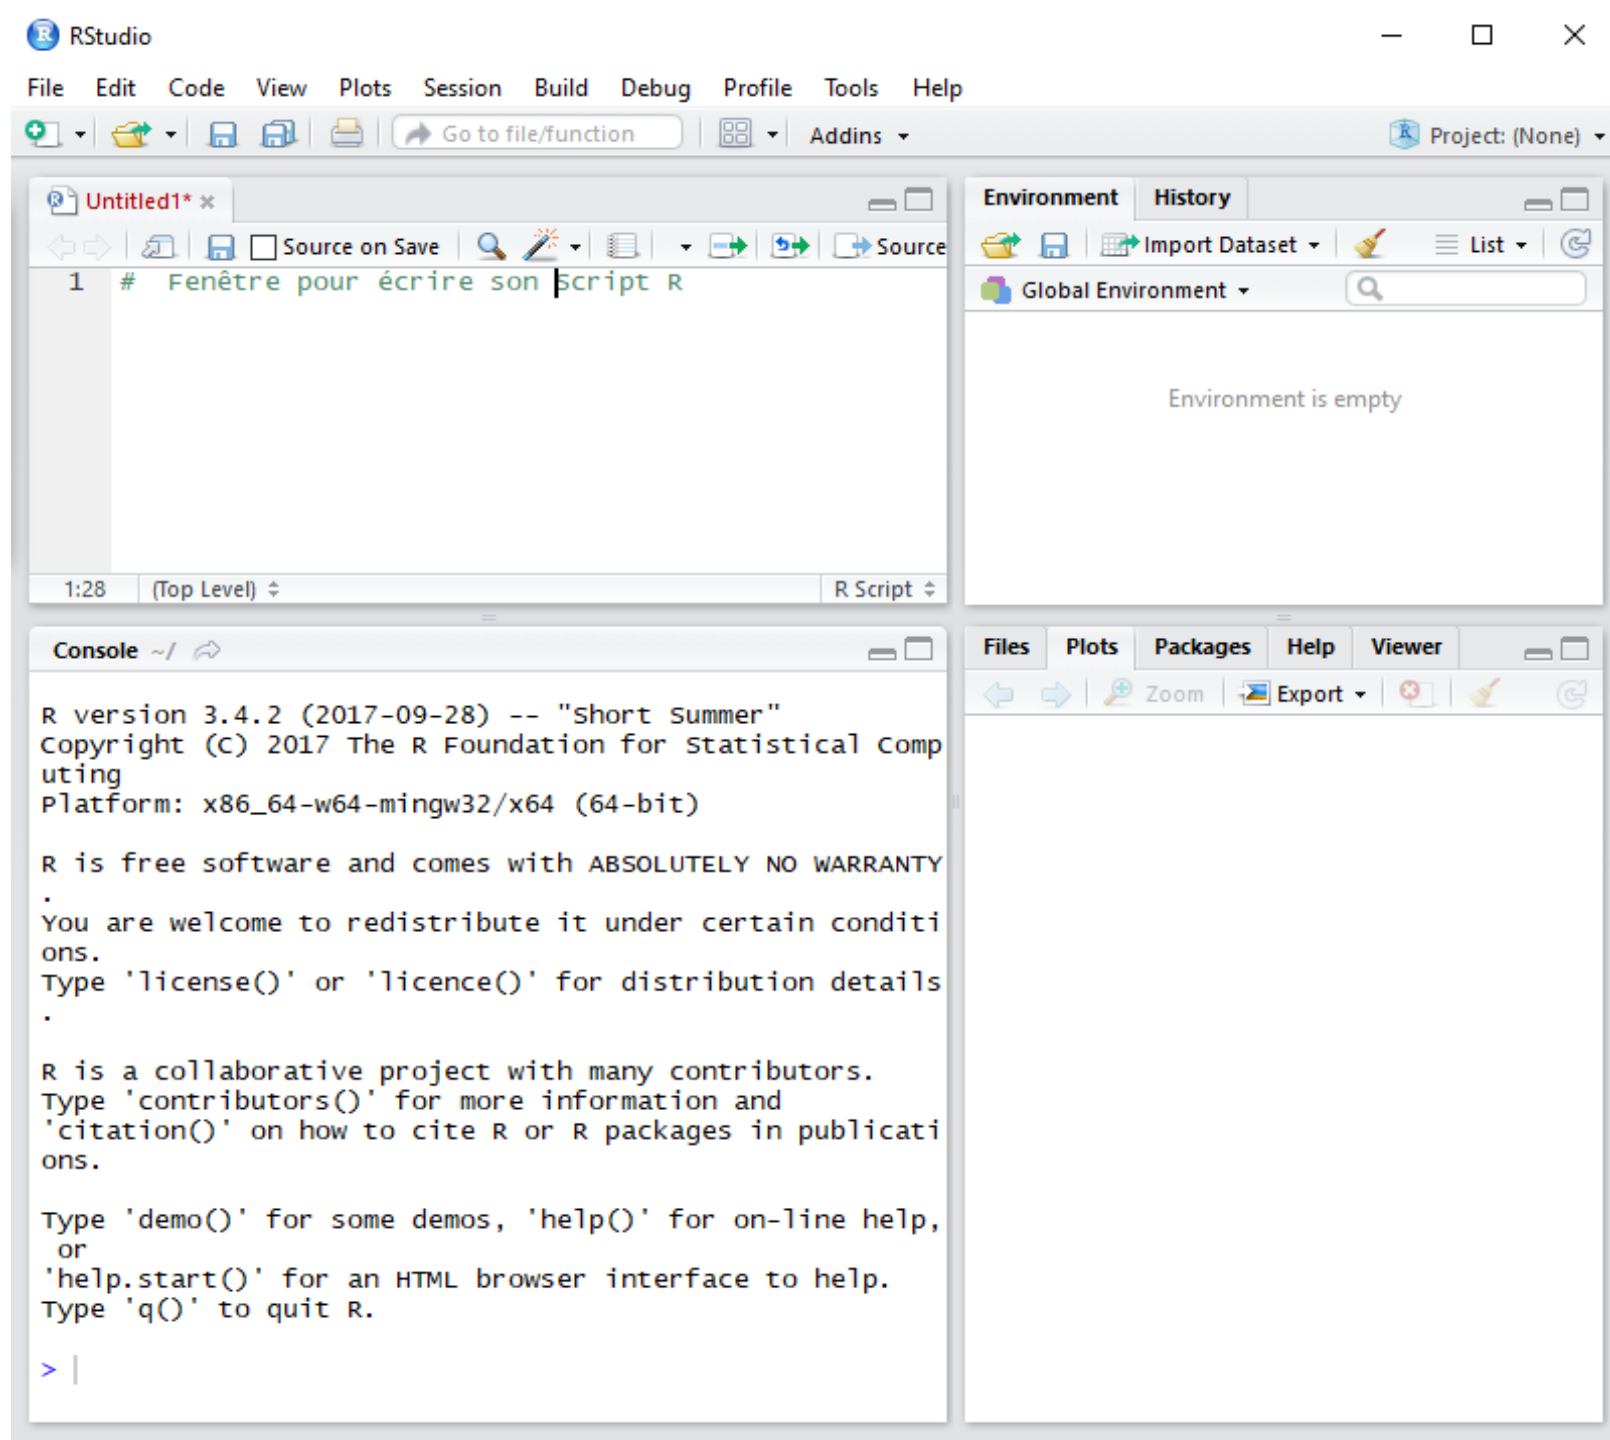 RStudio
File Edit Code View Plots Session Build Debug Profile Tools Help
Go to file/function Addins Project: (None)
Untitled1*
Source on Save Source
1 #  Fenêtre pour écrire son Script R
1:28 (Top Level) R Script
Environment History
Import Dataset List
Global Environment
Environment is empty
Console ~/
R version 3.4.2 (2017-09-28) -- "Short Summer"
Copyright (C) 2017 The R Foundation for Statistical Comp
uting
Platform: x86_64-w64-mingw32/x64 (64-bit)
R is free software and comes with ABSOLUTELY NO WARRANTY
.
You are welcome to redistribute it under certain conditi
ons.
Type 'license()' or 'licence()' for distribution details
.
R is a collaborative project with many contributors.
Type 'contributors()' for more information and
'citation()' on how to cite R or R packages in publicati
ons.
Type 'demo()' for some demos, 'help()' for on-line help,
 or
'help.start()' for an HTML browser interface to help.
Type 'q()' to quit R.
>
Files Plots Packages Help Viewer
Zoom Export